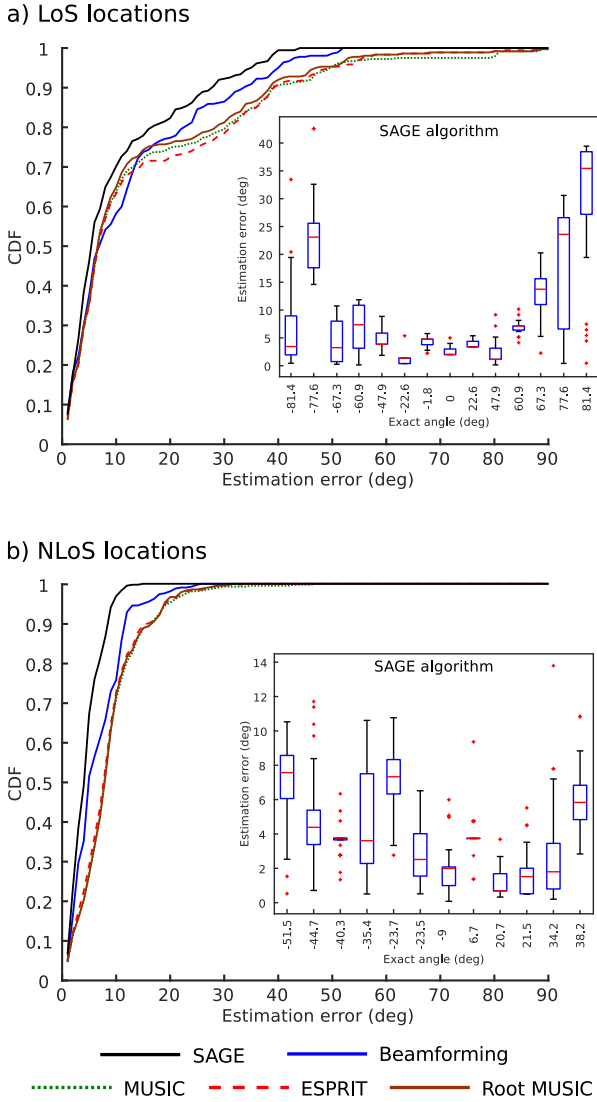 a) LoS locations
1
0.9
0.8
0.7
0.6
0.5
0.4
0.3
0.2
0.1
0
CDF
0 10 20 30 40 50 60 70 80 90
Estimation error (deg)
SAGE algorithm
40
35
30
25
20
15
10
5
0
Estimation error (deg)
-81.4 -77.6 -67.3 -60.9 -47.9 -22.6 -1.8 0 22.6 47.9 60.9 67.3 77.6 81.4
Exact angle (deg)
b) NLoS locations
1
0.9
0.8
0.7
0.6
0.5
0.4
0.3
0.2
0.1
0
CDF
0 10 20 30 40 50 60 70 80 90
Estimation error (deg)
SAGE algorithm
14
12
10
8
6
4
2
0
Estimation error (deg)
-51.5 -44.7 -40.3 -35.4 -23.7 -23.5 -9 6.7 20.7 21.5 34.2 38.2
Exact angle (deg)
SAGE Beamforming
MUSIC ESPRIT Root MUSIC